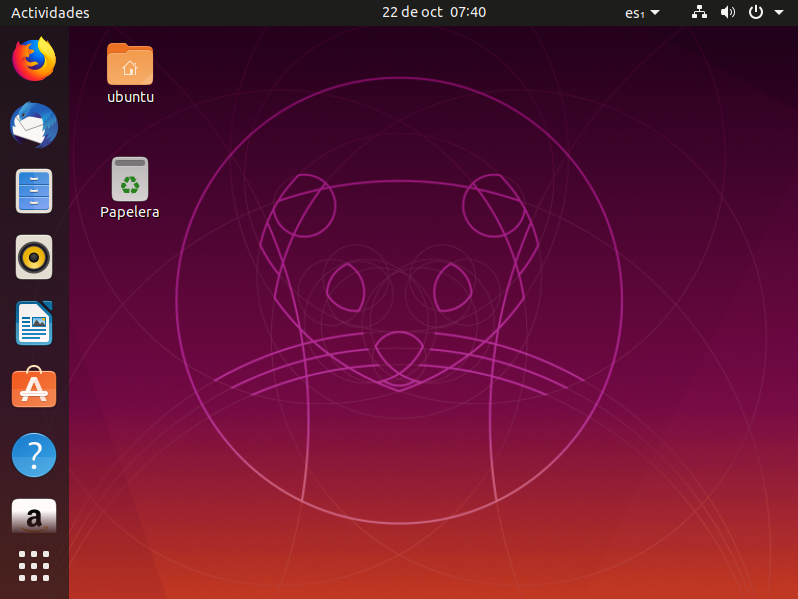 Actividades
22 de oct 07:40
es₁
ubuntu
Papelera
?
a